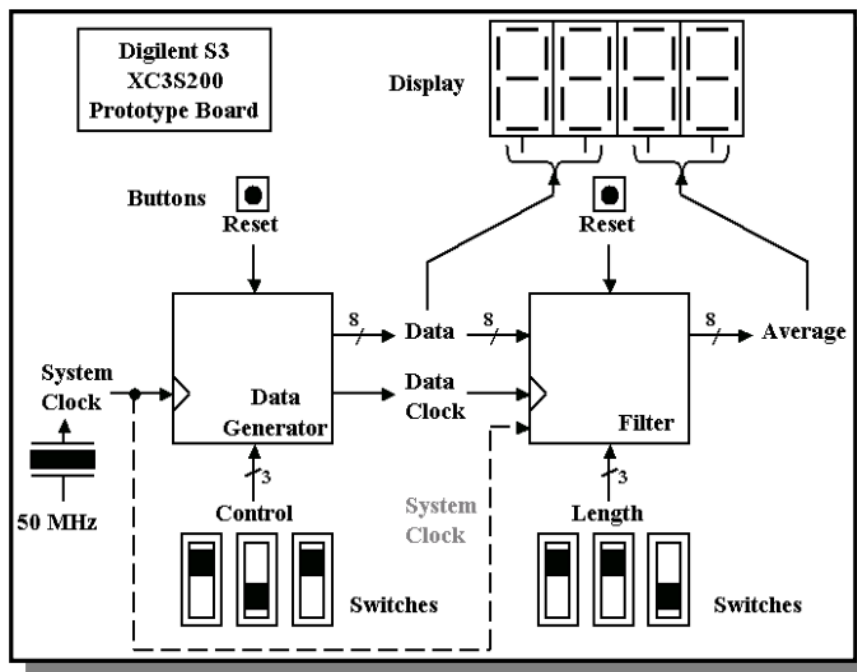 Digilent S3
XC3S200
Prototype Board
Display
Buttons
Reset
Reset
8
Data
8
8
Average
System
Clock
Data
Clock
Data
Generator
Filter
3
3
50 MHz
Control
System
Clock
Length
Switches
Switches